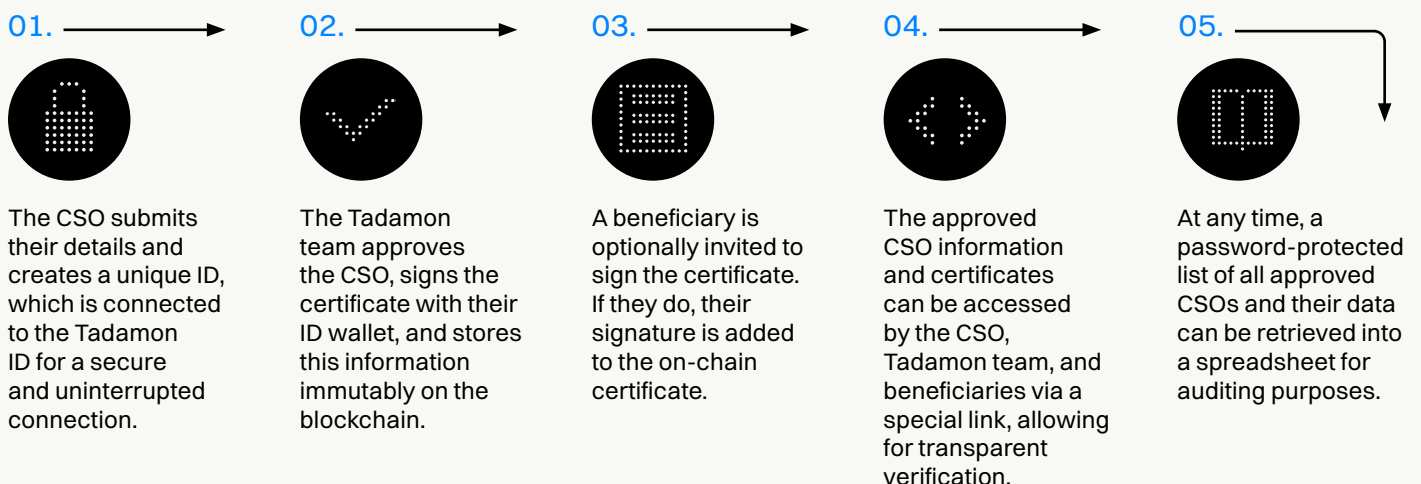 01.
The CSO submits
their details and
creates a unique ID,
which is connected
to the Tadamon
ID for a secure
and uninterrupted
connection.
02.
The Tadamon
team approves
the CSO, signs the
certificate with their
ID wallet, and stores
this information
immutably on the
blockchain.
03.
A beneficiary is
optionally invited to
sign the certificate.
If they do, their
signature is added
to the on-chain
certificate.
04.
The approved
CSO information
and certificates
can be accessed
by the CSO,
Tadamon team, and
beneficiaries via a
special link, allowing
for transparent
verification.
05.
At any time, a
password-protected
list of all approved
CSOs and their data
can be retrieved into
a spreadsheet for
auditing purposes.